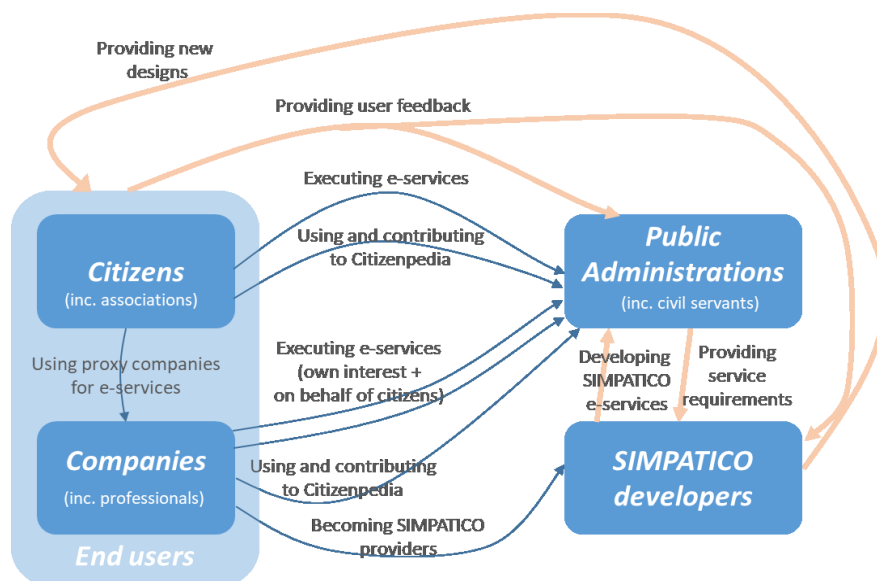 Providing new
designs
Providing user feedback
Executing e-services
Using and contributing
to Citizenpedia
Citizens
(inc. associations)
Public
Administrations
(inc. civil servants)
Using proxy companies
for e-services
Executing e-services
(own interest +
on behalf of citizens)
Developing
SIMPATICO
e-services
Providing
service
requirements
Companies
(inc. professionals)
Using and contributing
to Citizenpedia
SIMPATICO
developers
Becoming SIMPATICO
providers
End users